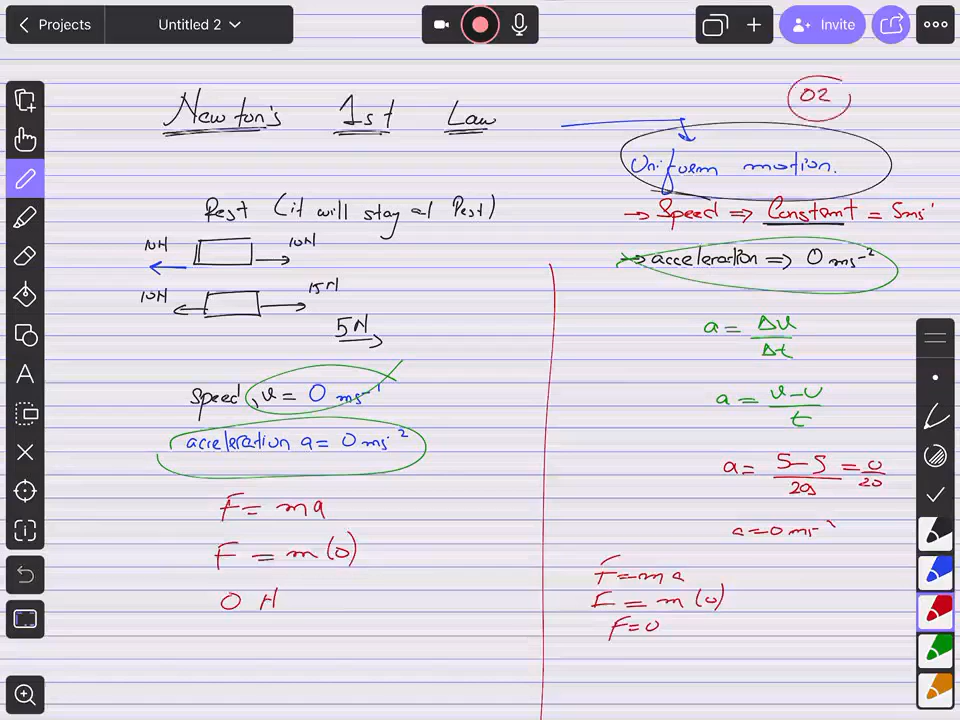 Projects
Untitled 2
Invite
02
Newton's 1st Law
Uniform motion.
Rest (it will stay at Rest)
→ Speed ⇒ Constant = 5ms⁻¹
10N 10N
→ acceleration ⇒ 0 ms⁻²
10N 15N
5N
a = Δv/Δt
Speed, v = 0 ms⁻¹
a = v-u/t
acceleration a = 0 ms⁻²
a = 5-5/20s = 0/20
F = ma
a = 0 ms⁻²
F = m(0)
F = ma
0 N
F = m(0)
F = 0
A